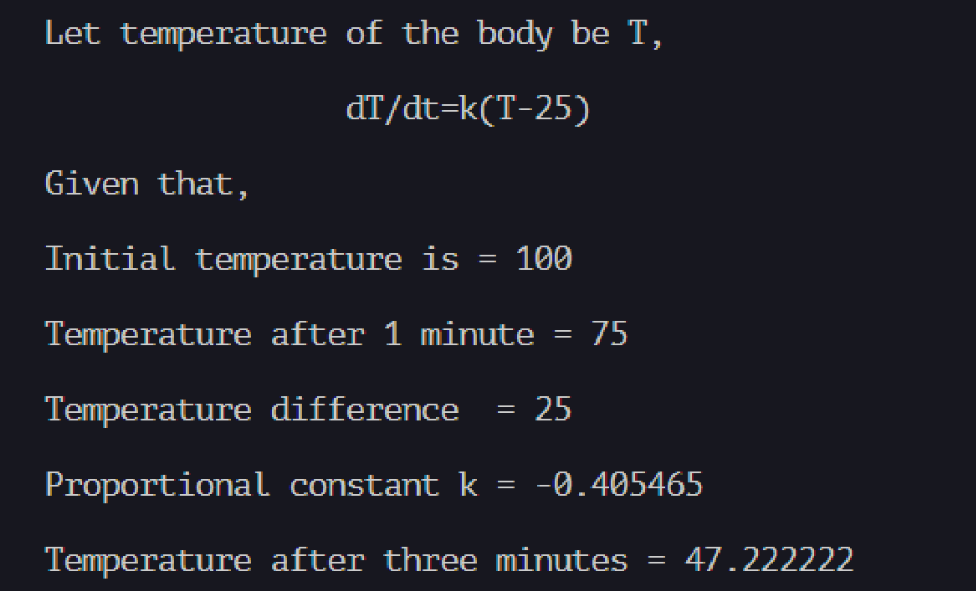 Let temperature of the body be T,
dT/dt=k(T-25)
Given that,
Initial temperature is = 100
Temperature after 1 minute = 75
Temperature difference  = 25
Proportional constant k = -0.405465
Temperature after three minutes = 47.222222